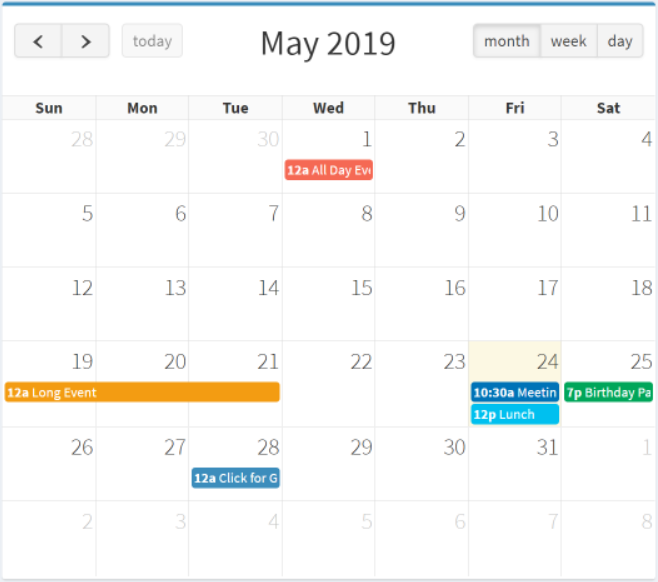 today May 2019 month week day
Sun Mon Tue Wed Thu Fri Sat
28 29 30 1 2 3 4
12a All Day Eve
5 6 7 8 9 10 11
12 13 14 15 16 17 18
19 20 21 22 23 24 25
12a Long Event 10:30a Meetin 7p Birthday Pa
12p Lunch
26 27 28 29 30 31 1
12a Click for G
2 3 4 5 6 7 8